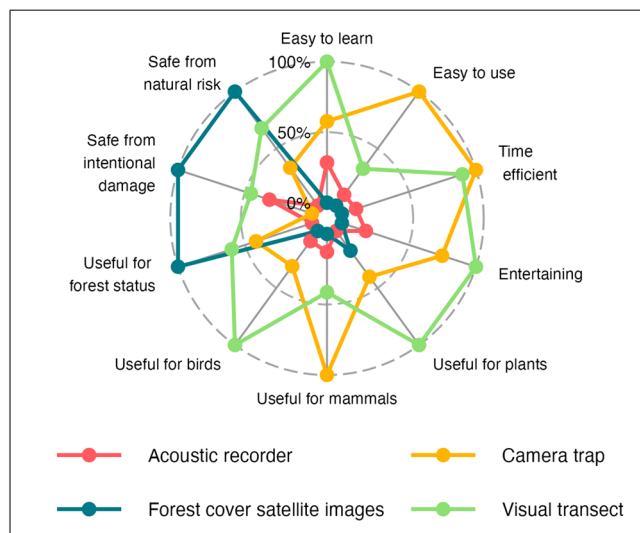 Easy to learn
100%
Safe from
natural risk
Easy to use
50%
Safe from
intentional
damage
Time
efficient
0%
Useful for
forest status
Entertaining
Useful for birds
Useful for plants
Useful for mammals
Acoustic recorder
Camera trap
Forest cover satellite images
Visual transect